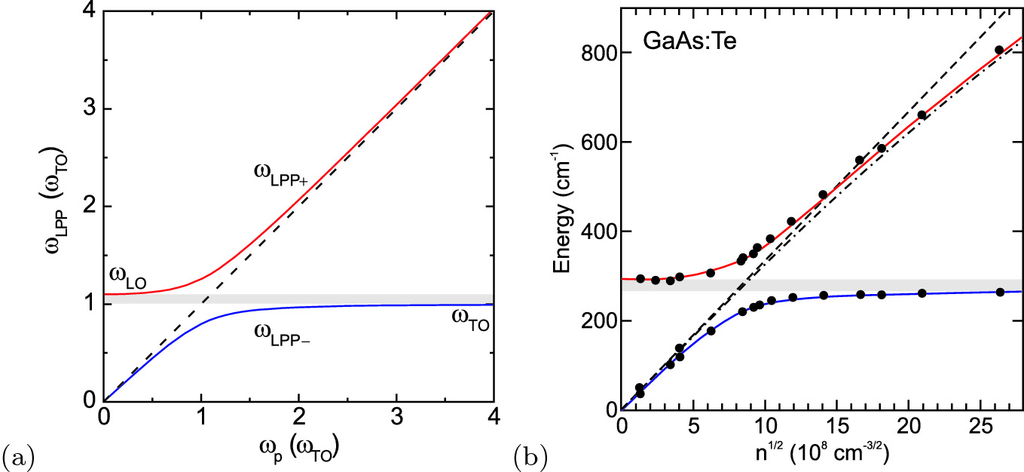 4
3
2
1
0
0
1
2
3
4
ω_LPP (ω_TO)
ω_LPP+
ω_LO
ω_LPP−
ω_TO
ω_p (ω_TO)
(a)
GaAs:Te
800
600
400
200
0
0
5
10
15
20
25
Energy (cm⁻¹)
n^1/2 (10⁸ cm^-3/2)
(b)